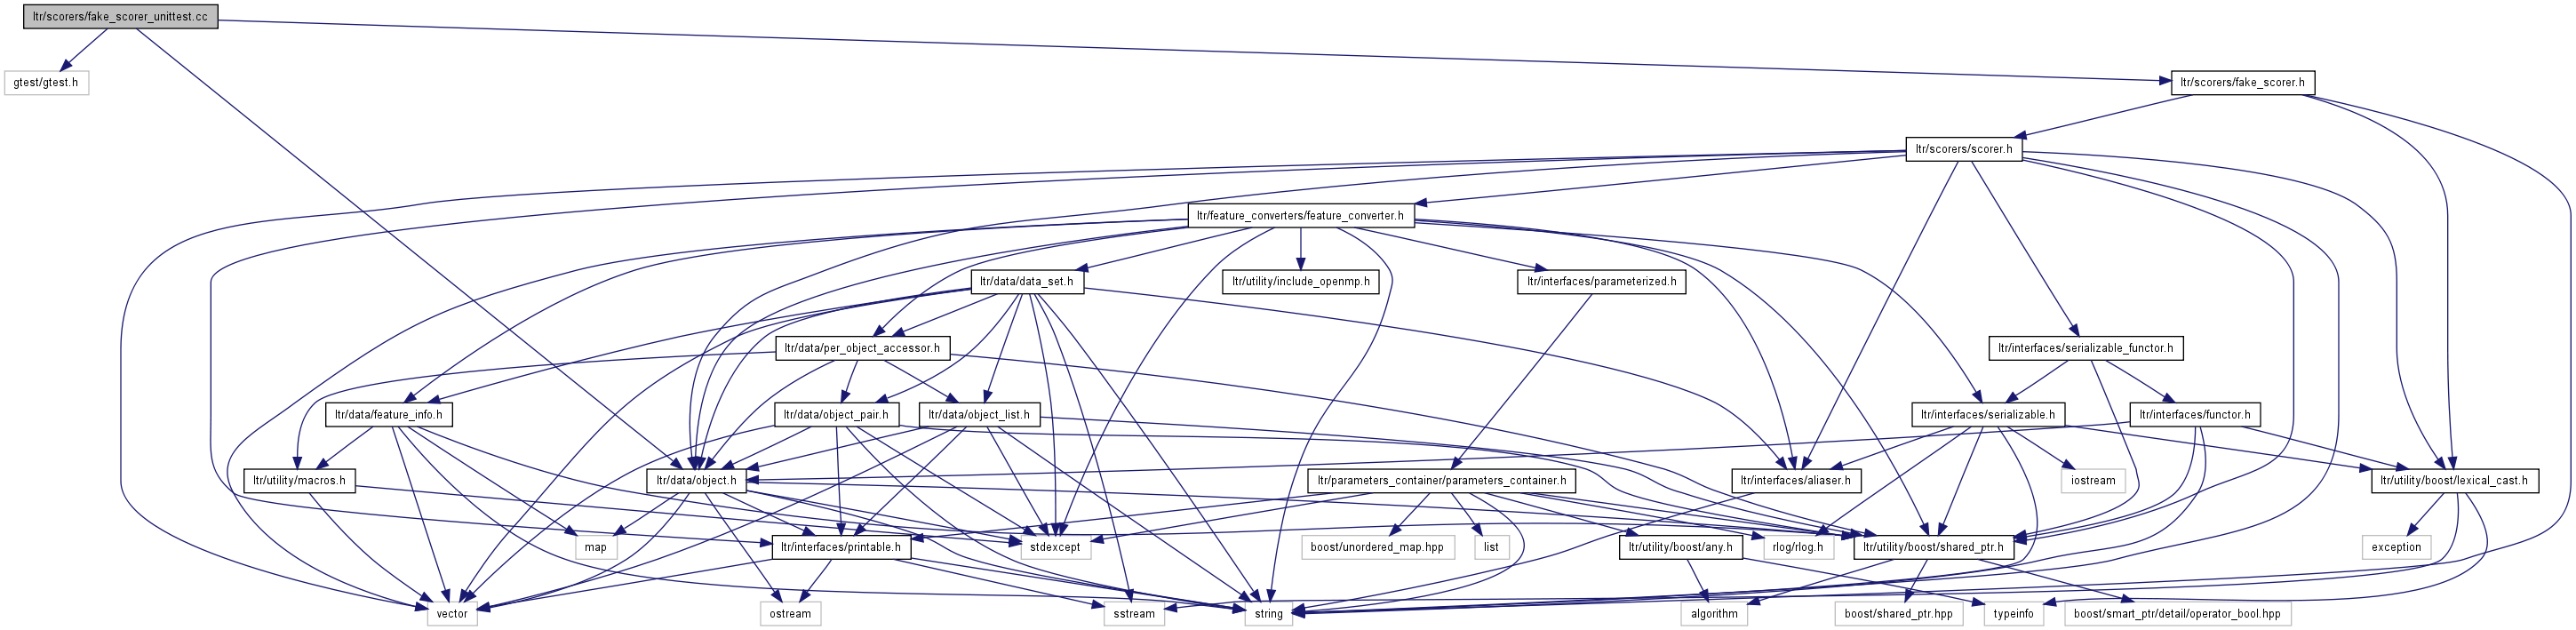 ltr/scorers/fake_scorer_unittest.cc
gtest/gtest.h
ltr/scorers/fake_scorer.h
ltr/scorers/scorer.h
ltr/feature_converters/feature_converter.h
ltr/data/data_set.h
ltr/utility/include_openmp.h
ltr/interfaces/parameterized.h
ltr/data/per_object_accessor.h
ltr/interfaces/serializable_functor.h
ltr/data/feature_info.h
ltr/data/object_pair.h
ltr/data/object_list.h
ltr/interfaces/serializable.h
ltr/interfaces/functor.h
ltr/utility/macros.h
ltr/data/object.h
ltr/parameters_container/parameters_container.h
ltr/interfaces/aliaser.h
iostream
ltr/utility/boost/lexical_cast.h
map
ltr/interfaces/printable.h
stdexcept
boost/unordered_map.hpp
list
ltr/utility/boost/any.h
rlog/rlog.h
ltr/utility/boost/shared_ptr.h
exception
vector
ostream
sstream
string
algorithm
boost/shared_ptr.hpp
typeinfo
boost/smart_ptr/detail/operator_bool.hpp